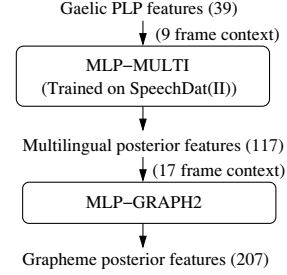 Gaelic PLP features (39)
(9 frame context)
MLP−MULTI
(Trained on SpeechDat(II))
Multilingual posterior features (117)
(17 frame context)
MLP−GRAPH2
Grapheme posterior features (207)